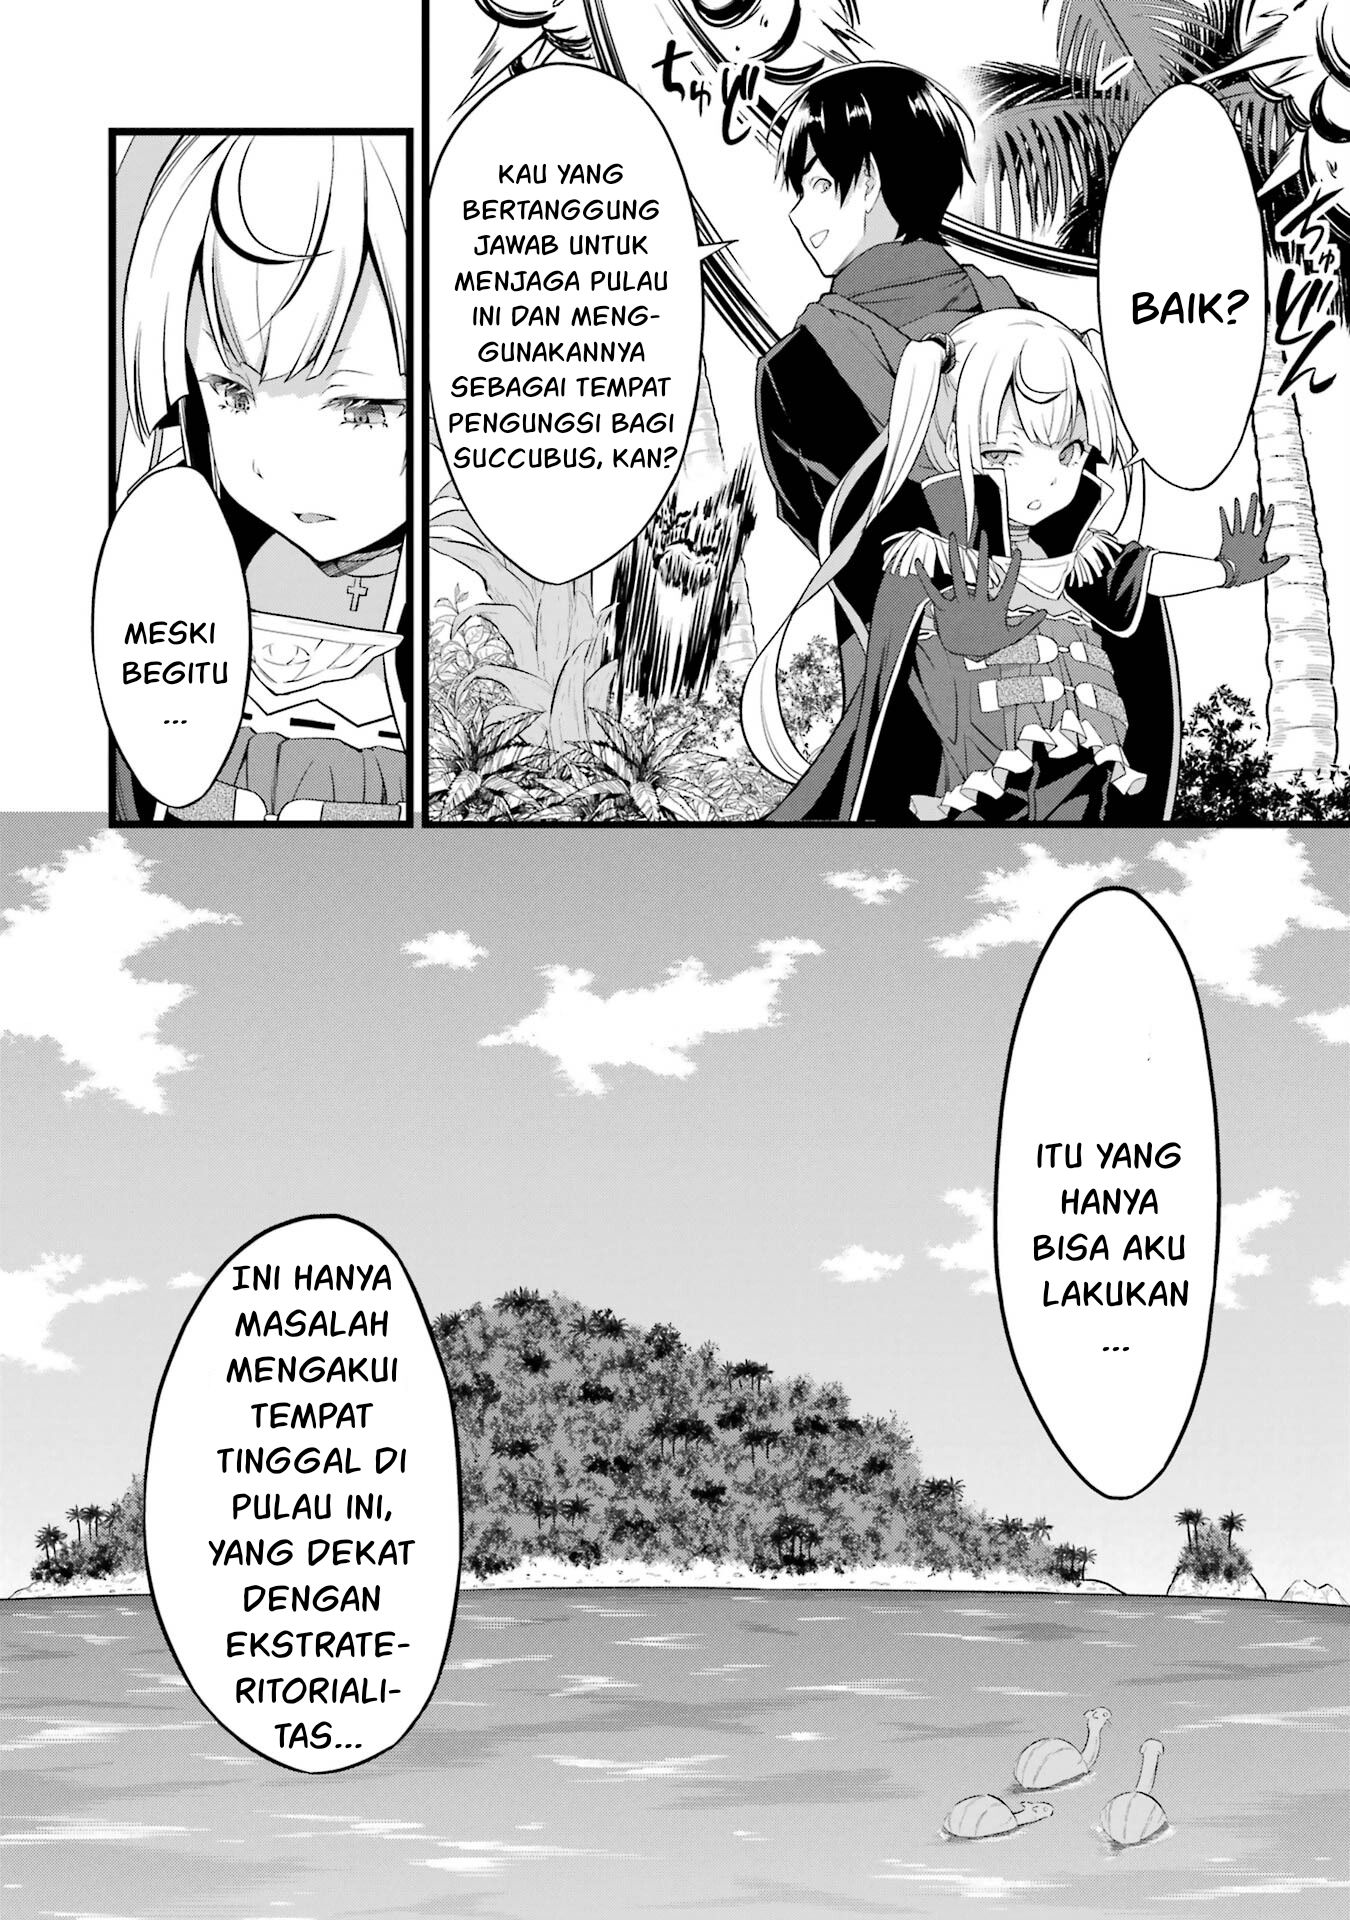 ちゅどん
ちゅどーん
BAIK?
KAU YANG
BERTANGGUNG
JAWAB UNTUK
MENJAGA PULAU
INI DAN MENG-
GUNAKANNYA
SEBAGAI TEMPAT
PENGUNGSI BAGI
SUCCUBUS, KAN?
MESKI
BEGITU
...
ITU YANG
HANYA
BISA AKU
LAKUKAN
...
INI HANYA
MASALAH
MENGAKUI
TEMPAT
TINGGAL DI
PULAU INI,
YANG DEKAT
DENGAN
EKSTRATE-
RITORIALI-
TAS...